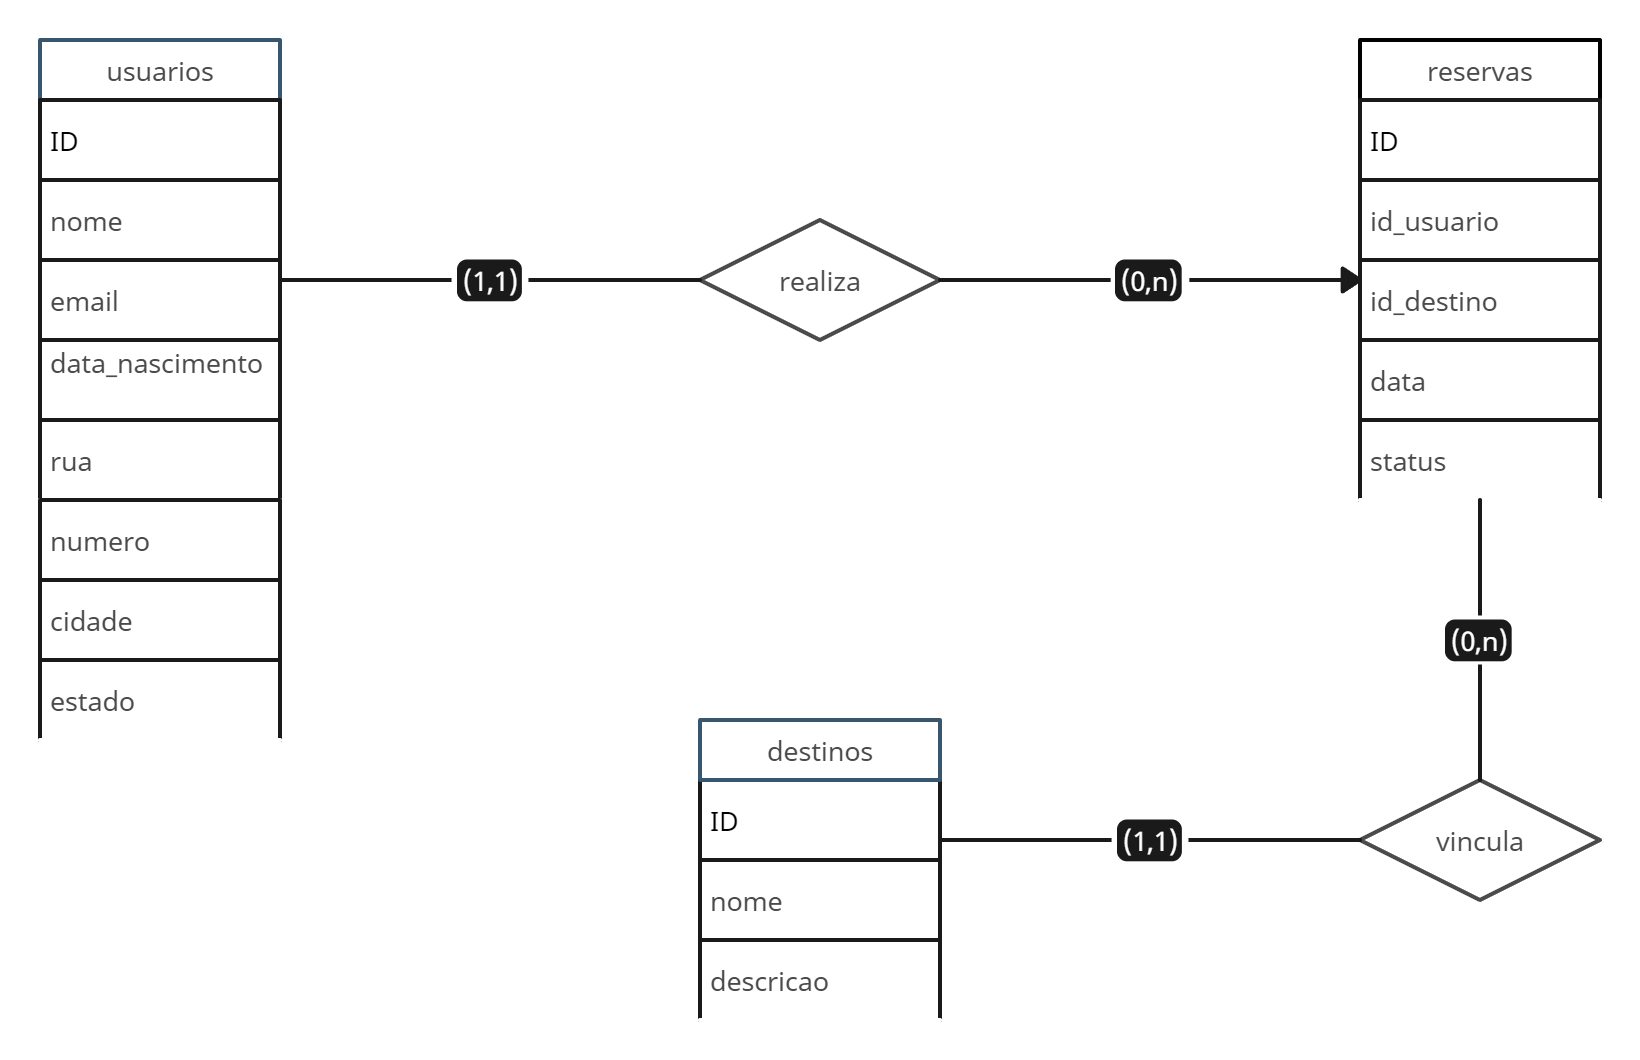 usuarios
ID
nome
email
data_nascimento
rua
numero
cidade
estado
(1,1)
realiza
(0,n)
reservas
ID
id_usuario
id_destino
data
status
(0,n)
vincula
(1,1)
destinos
ID
nome
descricao